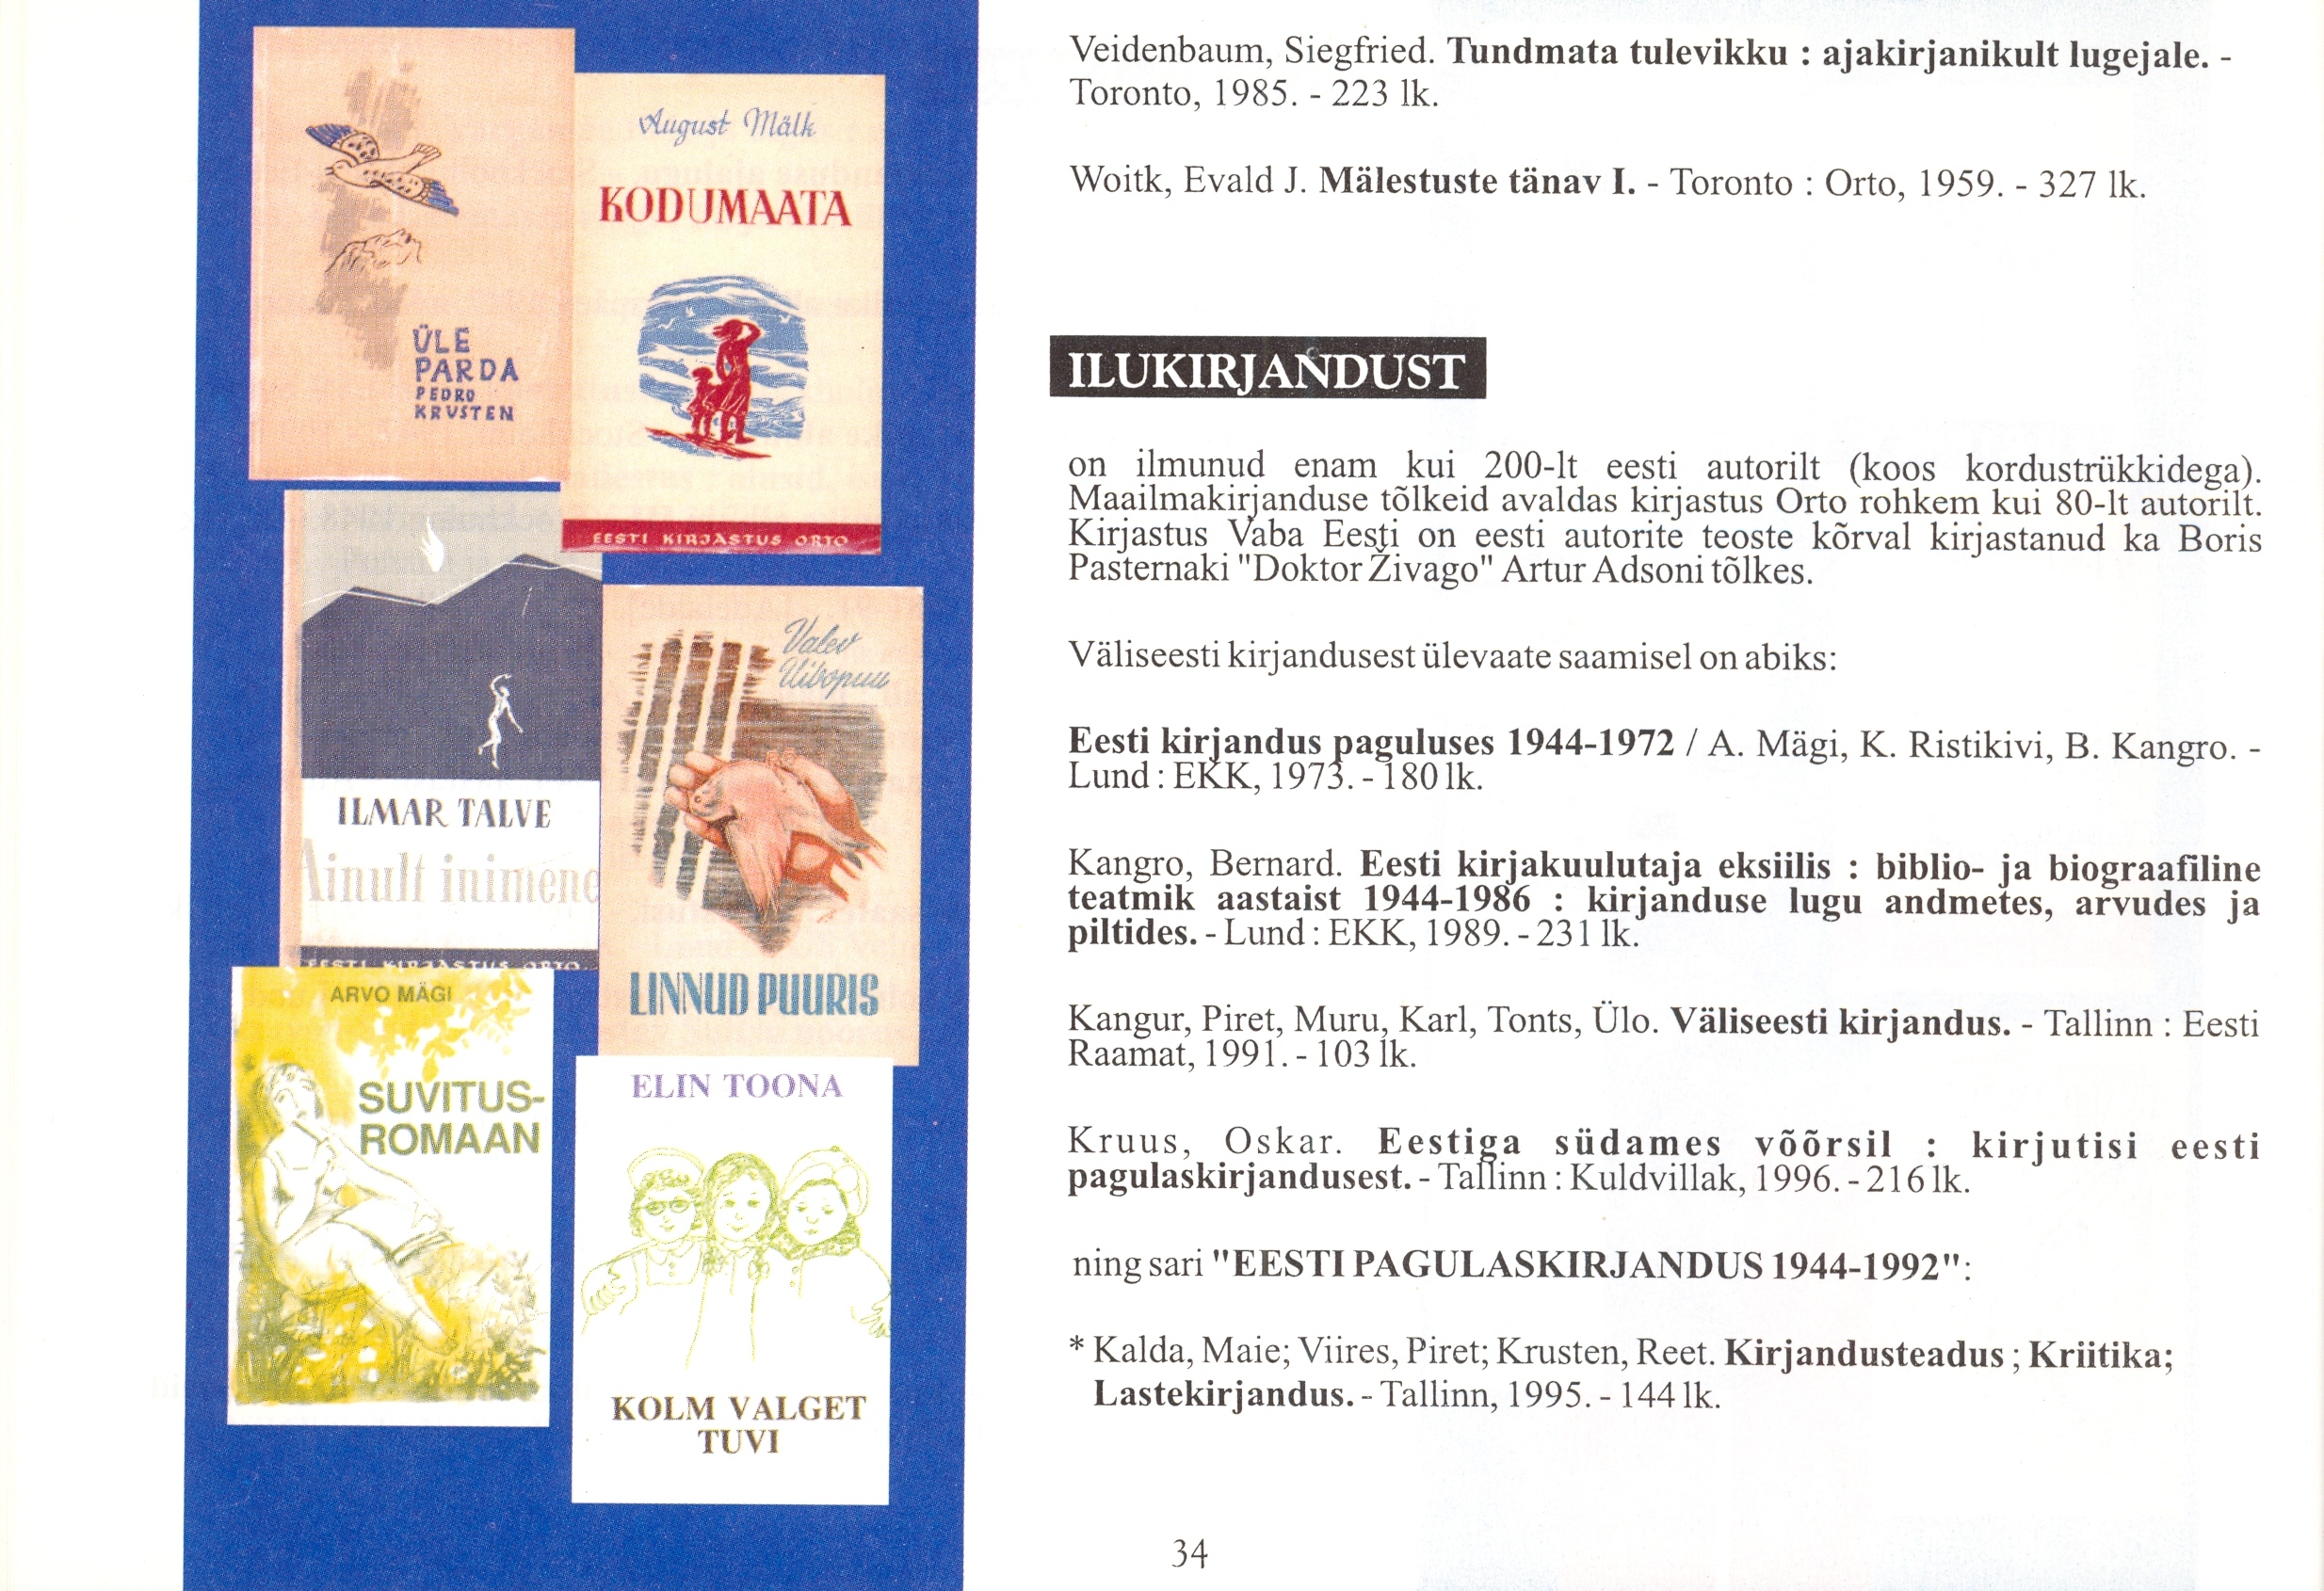 ÜLE
PARDA
PEDRO
KRUSTEN
August Mälk
KODUMAATA
EESTI KIRJASTUS ORTO
ILMAR TALVE
Ainult inimene
EESTI KIRJASTUS ORTO
Valev
Uibopuu
LINNUD PUURIS
ARVO MÄGI
SUVITUS-
ROMAAN
ELIN TOONA
KOLM VALGET
TUVI
Veidenbaum, Siegfried. Tundmata tulevikku : ajakirjanikult lugejale. -
Toronto, 1985. - 223 lk.
Woitk, Evald J. Mälestuste tänav I. - Toronto : Orto, 1959. - 327 lk.
ILUKIRJANDUST
on ilmunud enam kui 200-lt eesti autorilt (koos kordustrükkidega).
Maailmakirjanduse tõlkeid avaldas kirjastus Orto rohkem kui 80-lt autorilt.
Kirjastus Vaba Eesti on eesti autorite teoste kõrval kirjastanud ka Boris
Pasternaki "Doktor Živago" Artur Adsoni tõlkes.
Väliseesti kirjandusest ülevaate saamisel on abiks:
Eesti kirjandus paguluses 1944-1972 / A. Mägi, K. Ristikivi, B. Kangro. -
Lund : EKK, 1973. - 180 lk.
Kangro, Bernard. Eesti kirjakuulutaja eksiilis : biblio- ja biograafiline
teatmik aastaist 1944-1986 : kirjanduse lugu andmetes, arvudes ja
piltides. - Lund : EKK, 1989. - 231 lk.
Kangur, Piret, Muru, Karl, Tonts, Ülo. Väliseesti kirjandus. - Tallinn : Eesti
Raamat, 1991. - 103 lk.
Kruus, Oskar. Eestiga südames võõrsil : kirjutisi eesti
pagulaskirjandusest. - Tallinn : Kuldvillak, 1996. - 216 lk.
ning sari "EESTI PAGULASKIRJANDUS 1944-1992":
* Kalda, Maie; Viires, Piret; Krusten, Reet. Kirjandusteadus ; Kriitika;
Lastekirjandus. - Tallinn, 1995. - 144 lk.
34